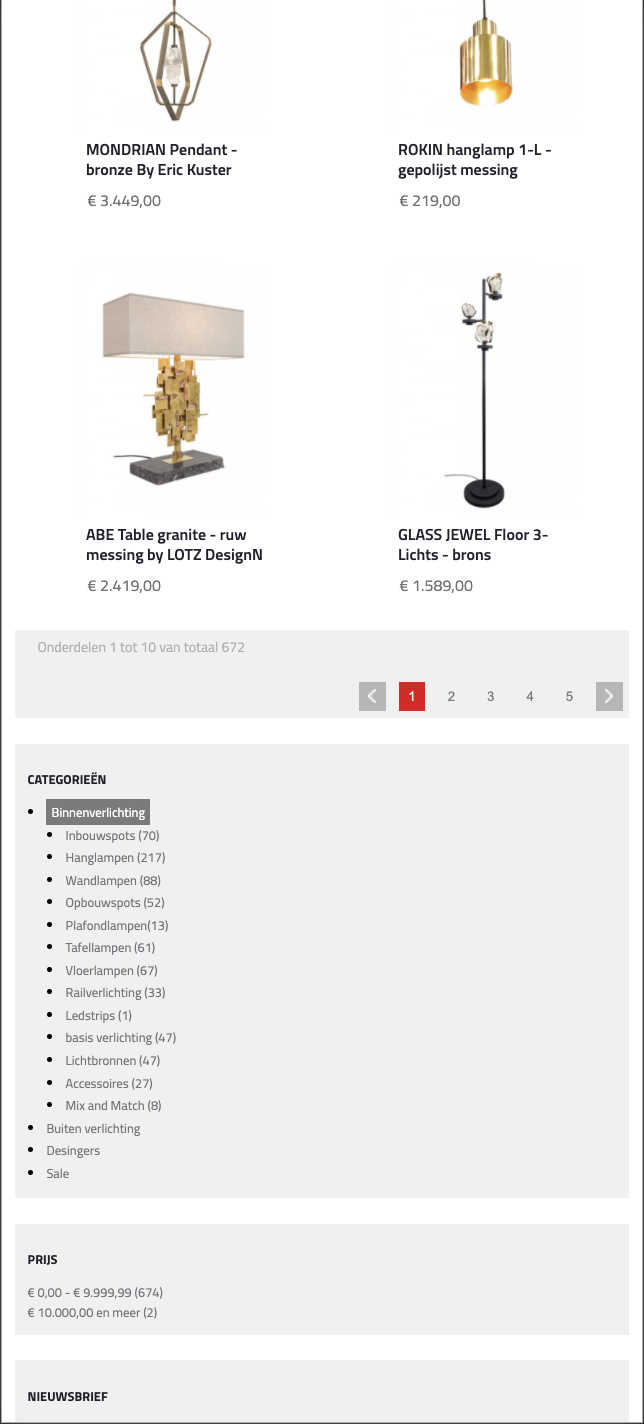 MONDRIAN Pendant -
bronze By Eric Kuster
€ 3.449,00
ROKIN hanglamp 1-L -
gepolijst messing
€ 219,00
ABE Table granite - ruw
messing by LOTZ DesignN
€ 2.419,00
GLASS JEWEL Floor 3-
Lichts - brons
€ 1.589,00
Onderdelen 1 tot 10 van totaal 672
1 2 3 4 5
CATEGORIEËN
Binnenverlichting
Inbouwspots (70)
Hanglampen (217)
Wandlampen (88)
Opbouwspots (52)
Plafondlampen(13)
Tafellampen (61)
Vloerlampen (67)
Railverlichting (33)
Ledstrips (1)
basis verlichting (47)
Lichtbronnen (47)
Accessoires (27)
Mix and Match (8)
Buiten verlichting
Desingers
Sale
PRIJS
€ 0,00 - € 9.999,99 (674)
€ 10.000,00 en meer (2)
NIEUWSBRIEF